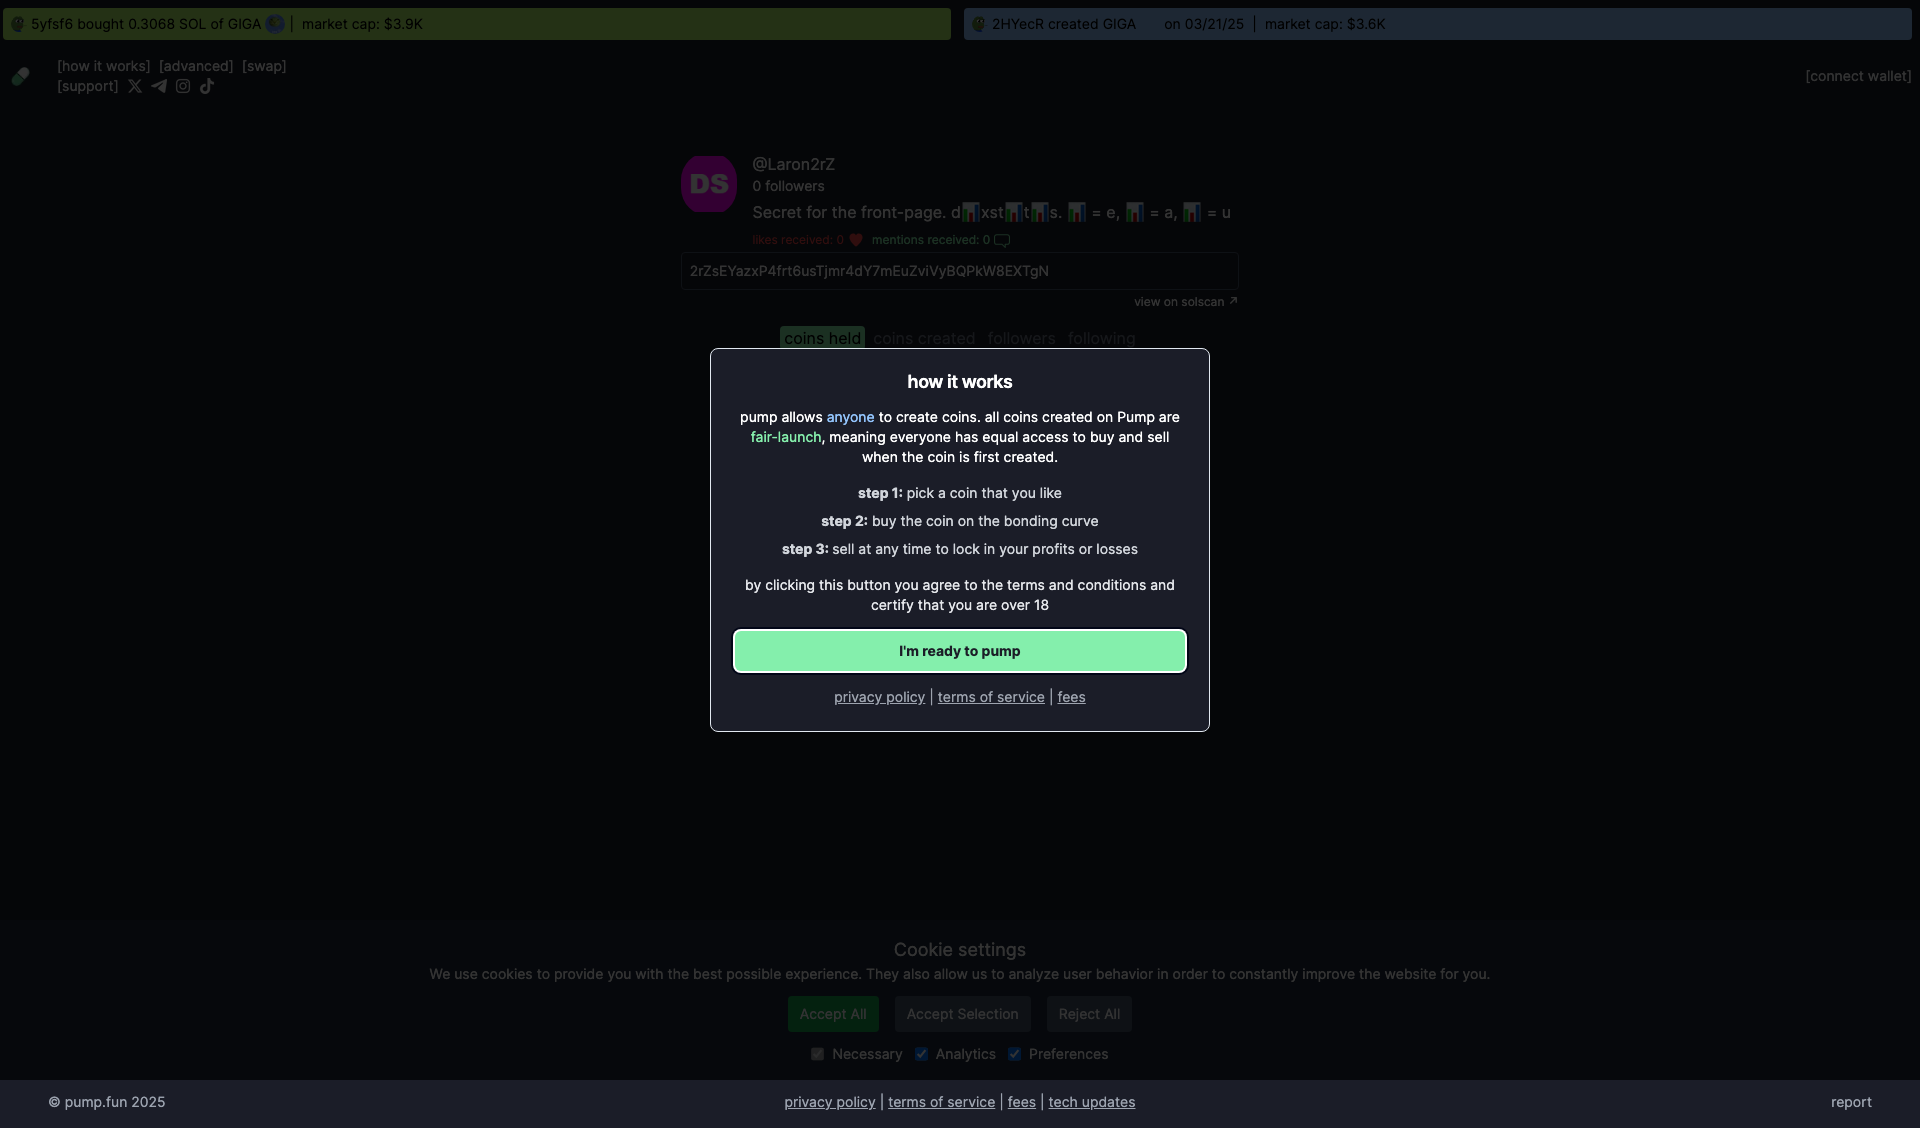 5yfsf6 bought 0.3068 SOL of GIGA | market cap: $3.9K
2HYecR created GIGA on 03/21/25 | market cap: $3.6K
[how it works] [advanced] [swap]
[support]
[connect wallet]
DS
@Laron2rZ
0 followers
Secret for the front-page. d📊xst📊t📊s. 📊 = e, 📊 = a, 📊 = u
likes received: 0
mentions received: 0
2rZsEYazxP4frt6usTjmr4dY7mEuZviVyBQPkW8EXTgN
view on solscan ↗
coins held coins created followers following
how it works
pump allows anyone to create coins. all coins created on Pump are
fair-launch, meaning everyone has equal access to buy and sell
when the coin is first created.
step 1: pick a coin that you like
step 2: buy the coin on the bonding curve
step 3: sell at any time to lock in your profits or losses
by clicking this button you agree to the terms and conditions and
certify that you are over 18
I'm ready to pump
privacy policy | terms of service | fees
Cookie settings
We use cookies to provide you with the best possible experience. They also allow us to analyze user behavior in order to constantly improve the website for you.
Accept All Accept Selection Reject All
Necessary Analytics Preferences
© pump.fun 2025
privacy policy | terms of service | fees | tech updates
report